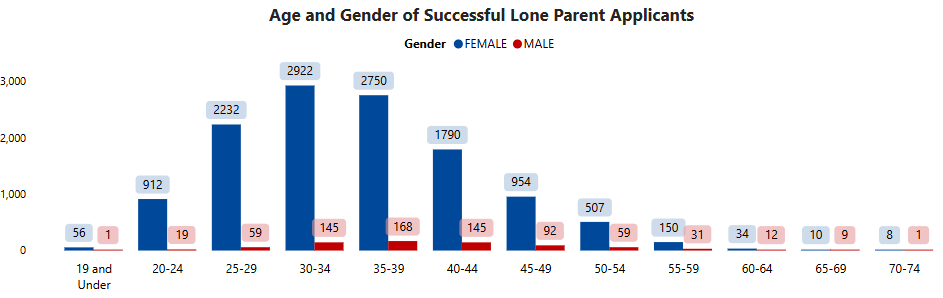 Age and Gender of Successful Lone Parent Applicants
Gender FEMALE MALE
3,000
2,000
1,000
0
56 1 912 19 2232 59 2922 145 2750 168 1790 145 954 92 507 59 150 31 34 12 10 9 8 1
19 and Under 20-24 25-29 30-34 35-39 40-44 45-49 50-54 55-59 60-64 65-69 70-74